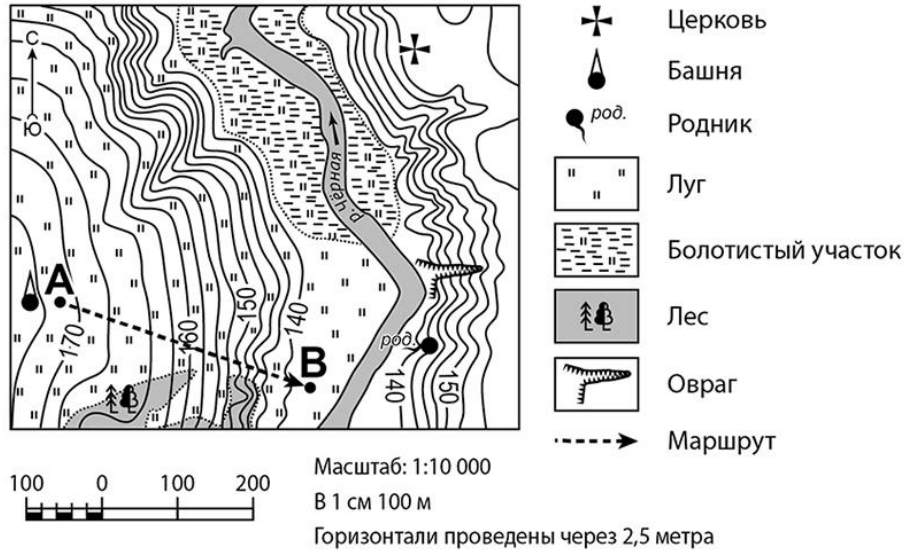 С
Ю
А
В
170
160
150
140
140
150
р. Чёрная
род.
Церковь
Башня
род.
Родник
Луг
Болотистый участок
Лес
Овраг
Маршрут
100 0 100 200
Масштаб: 1:10 000
В 1 см 100 м
Горизонтали проведены через 2,5 метра